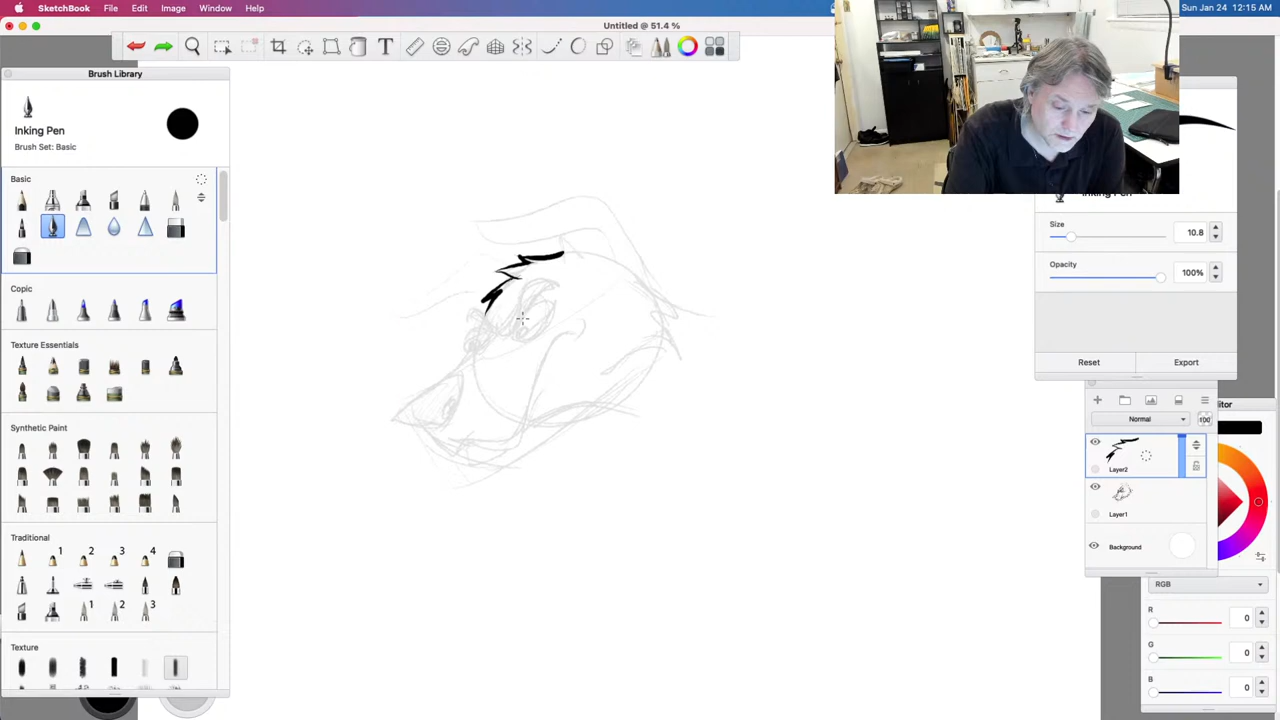 SketchBook File Edit Image Window Help
Sun Jan 24 12:15 AM
Untitled @ 51.4 %
T
Brush Library
Inking Pen
Brush Set: Basic
Basic
Copic
Texture Essentials
Synthetic Paint
Traditional
1 2 3 4
1 2 3
Texture
Size
10.8
Opacity
100%
Reset Export
Normal 100
Layer2
Layer1
Background
RGB
R 0
G 0
B 0